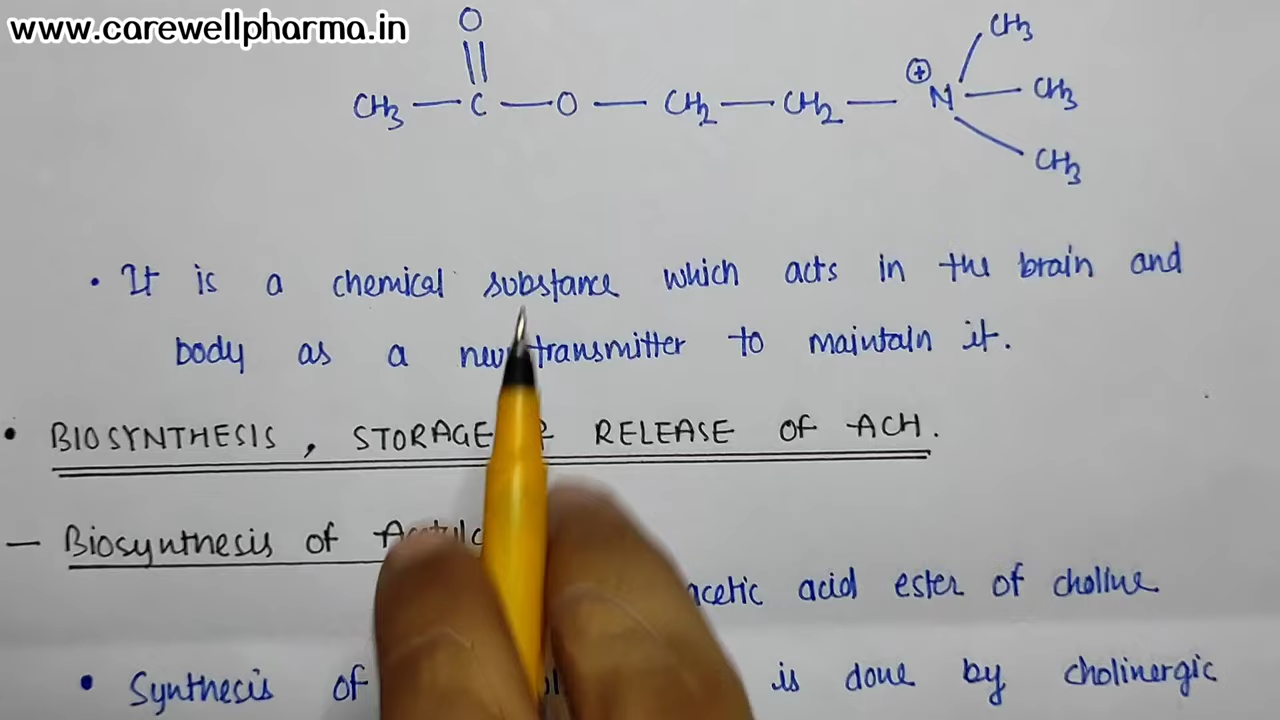 www.carewellpharma.in
O
CH3 — C — O — CH2 — CH2 — N
⊕
CH3
CH3
CH3
• It is a chemical substance which acts in the brain and
body as a transmitter to maintain it.
• BIOSYNTHESIS, STORAGE RELEASE OF ACH.
— Biosynthesis of
acetic acid ester of choline
• Synthesis of is done by cholinergic